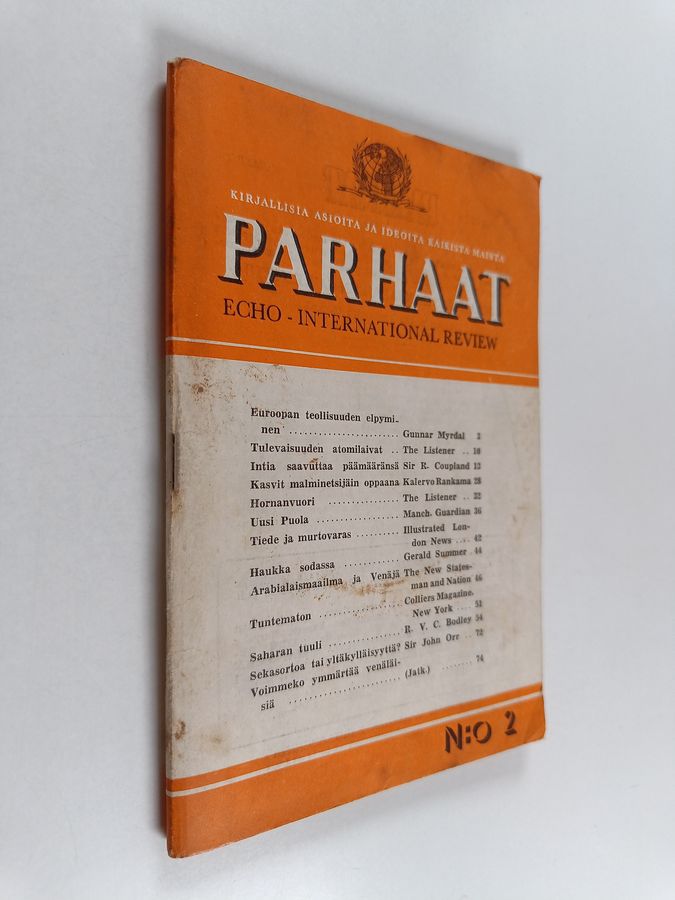 KIRJALLISIA ASIOITA JA IDEOITA KAIKISTA MAISTA
PARHAAT
ECHO - INTERNATIONAL REVIEW
Euroopan teollisuuden elpymi-
nen ....................... Gunnar Myrdal 3
Tulevaisuuden atomilaivat .. The Listener .. 10
Intia saavuttaa päämääränsä Sir R. Coupland 12
Kasvit malminetsijäin oppaana Kalervo Rankama 28
Hornanvuori ............... The Listener .. 32
Uusi Puola ................. Manch. Guardian 36
Tiede ja murtovaras .......... Illustrated Lon-
don News .... 42
Haukka sodassa ............ Gerald Summer . 44
Arabialaismaailma ja Venäjä The New States-
man and Nation 46
Tuntematon ................. Colliers Magazine.
New York .... 51
Saharan tuuli ............... R. V. C. Bodley 54
Sekasortoa tai yltäkylläisyyttä? Sir John Orr .. 72
Voimmeko ymmärtää venäläi-
siä ....................... (Jatk.) ........ 74
N:O 2